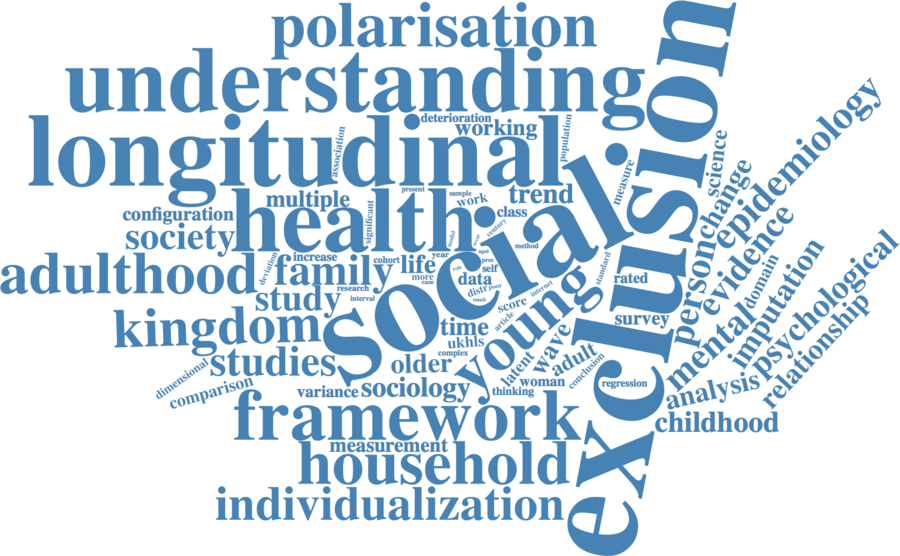 polarisation
understanding
deterioration
working
population
longitudinal
association
exclusion
science
epidemiology
measure
present
sample
work
trend
multiple
significant
health
class
configuration
century
society
social
person
change
evidence
method
year
model
increase
deviation
family
cohort
life
more
case
data
self
rated
standard
domain
adulthood
research
interval
study
distr
poor
internet
result
score
article
survey
mental
imputation
psychological
kingdom
time
young
ukhls
complex
wave
adult
latent
conclusion
studies
older
dimensional
comparison
variance
sociology
woman
thinking
regression
analysis
relationship
childhood
framework
measurement
household
individualization